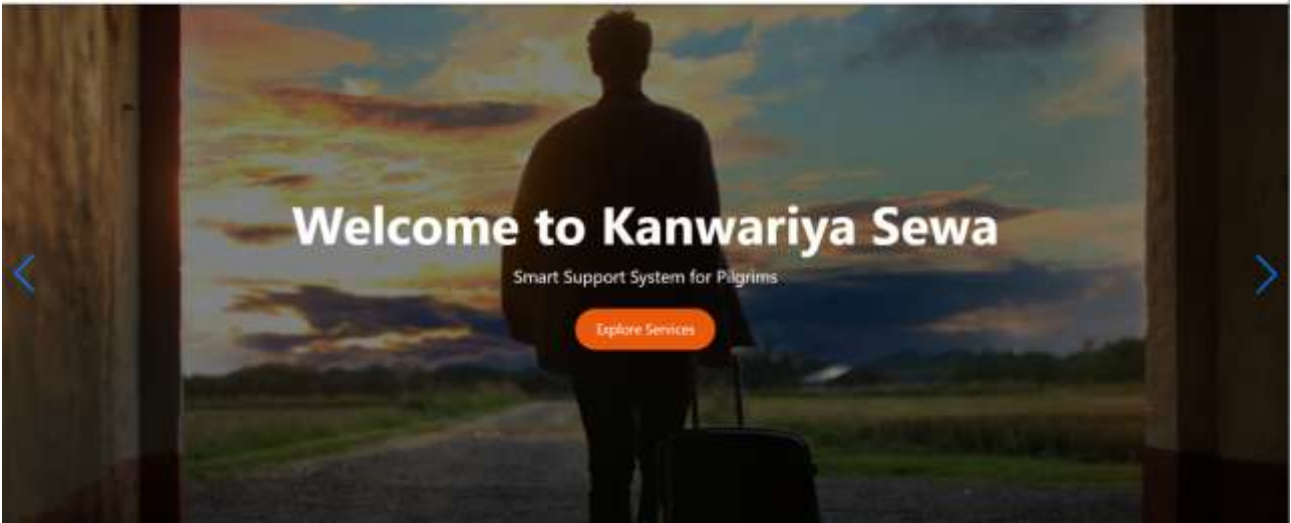 Welcome to Kanwariya Sewa
Smart Support System for Pilgrims
Explore Services